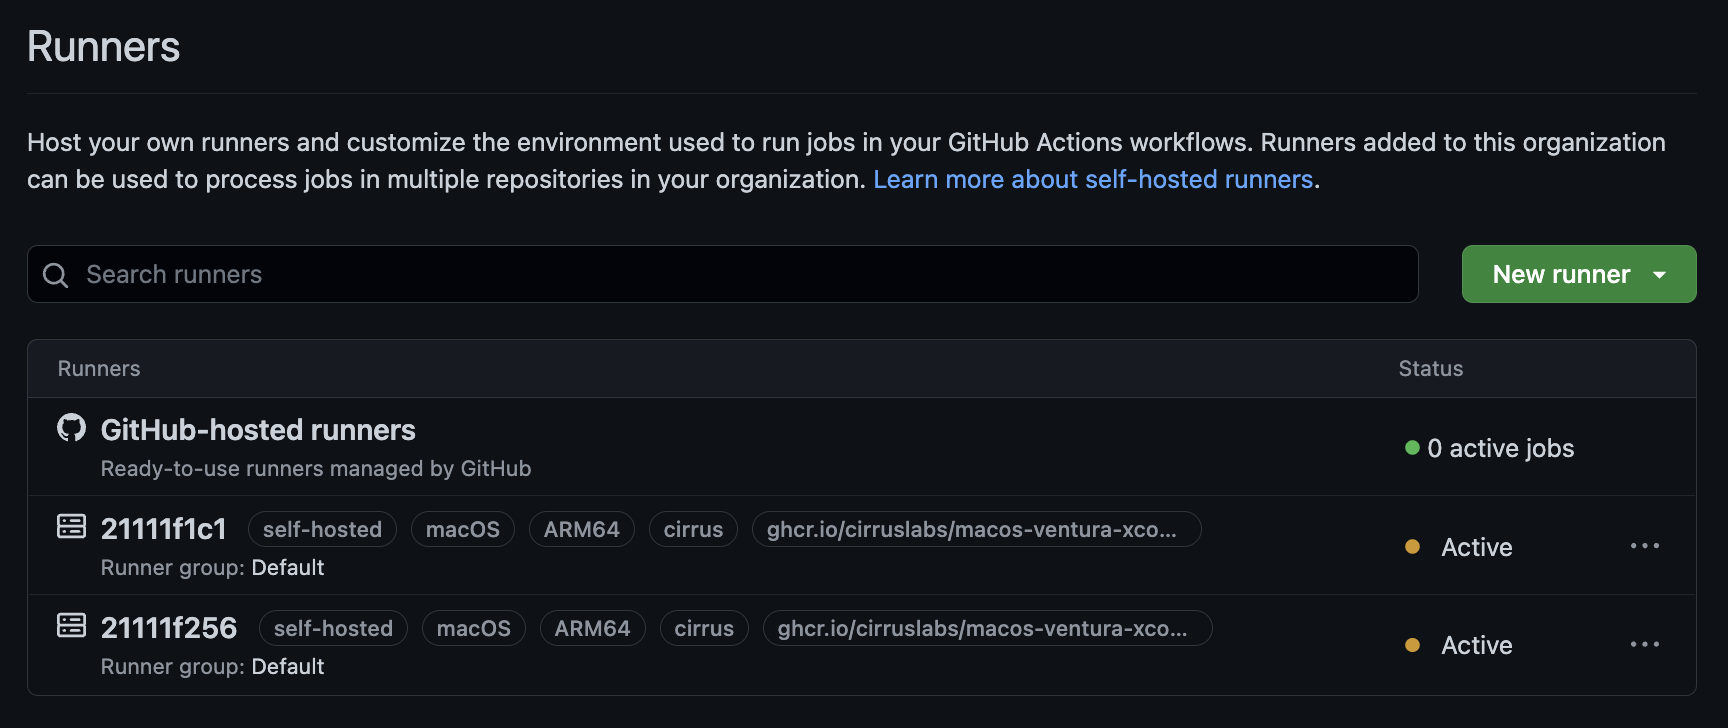 Runners
Host your own runners and customize the environment used to run jobs in your GitHub Actions workflows. Runners added to this organization
can be used to process jobs in multiple repositories in your organization. Learn more about self-hosted runners.
Search runners
New runner
Runners Status
GitHub-hosted runners
Ready-to-use runners managed by GitHub
0 active jobs
21111f1c1 self-hosted macOS ARM64 cirrus ghcr.io/cirruslabs/macos-ventura-xco...
Runner group: Default
Active
21111f256 self-hosted macOS ARM64 cirrus ghcr.io/cirruslabs/macos-ventura-xco...
Runner group: Default
Active